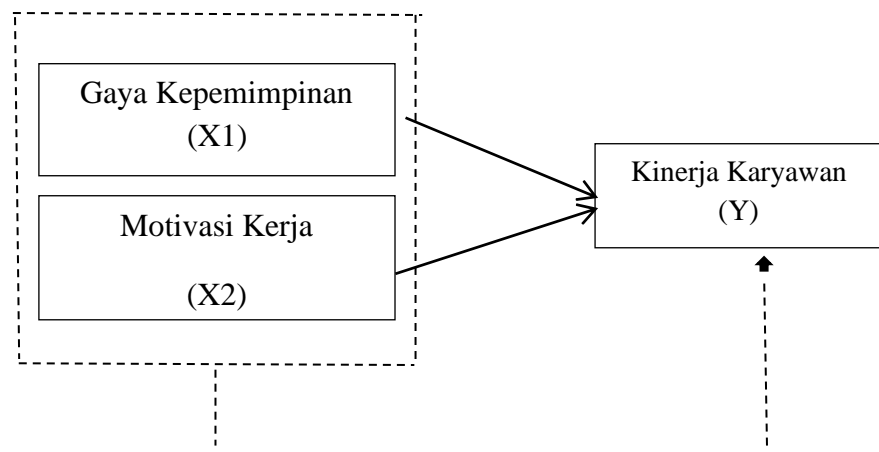 Gaya Kepemimpinan
(X1)
Motivasi Kerja
(X2)
Kinerja Karyawan
(Y)